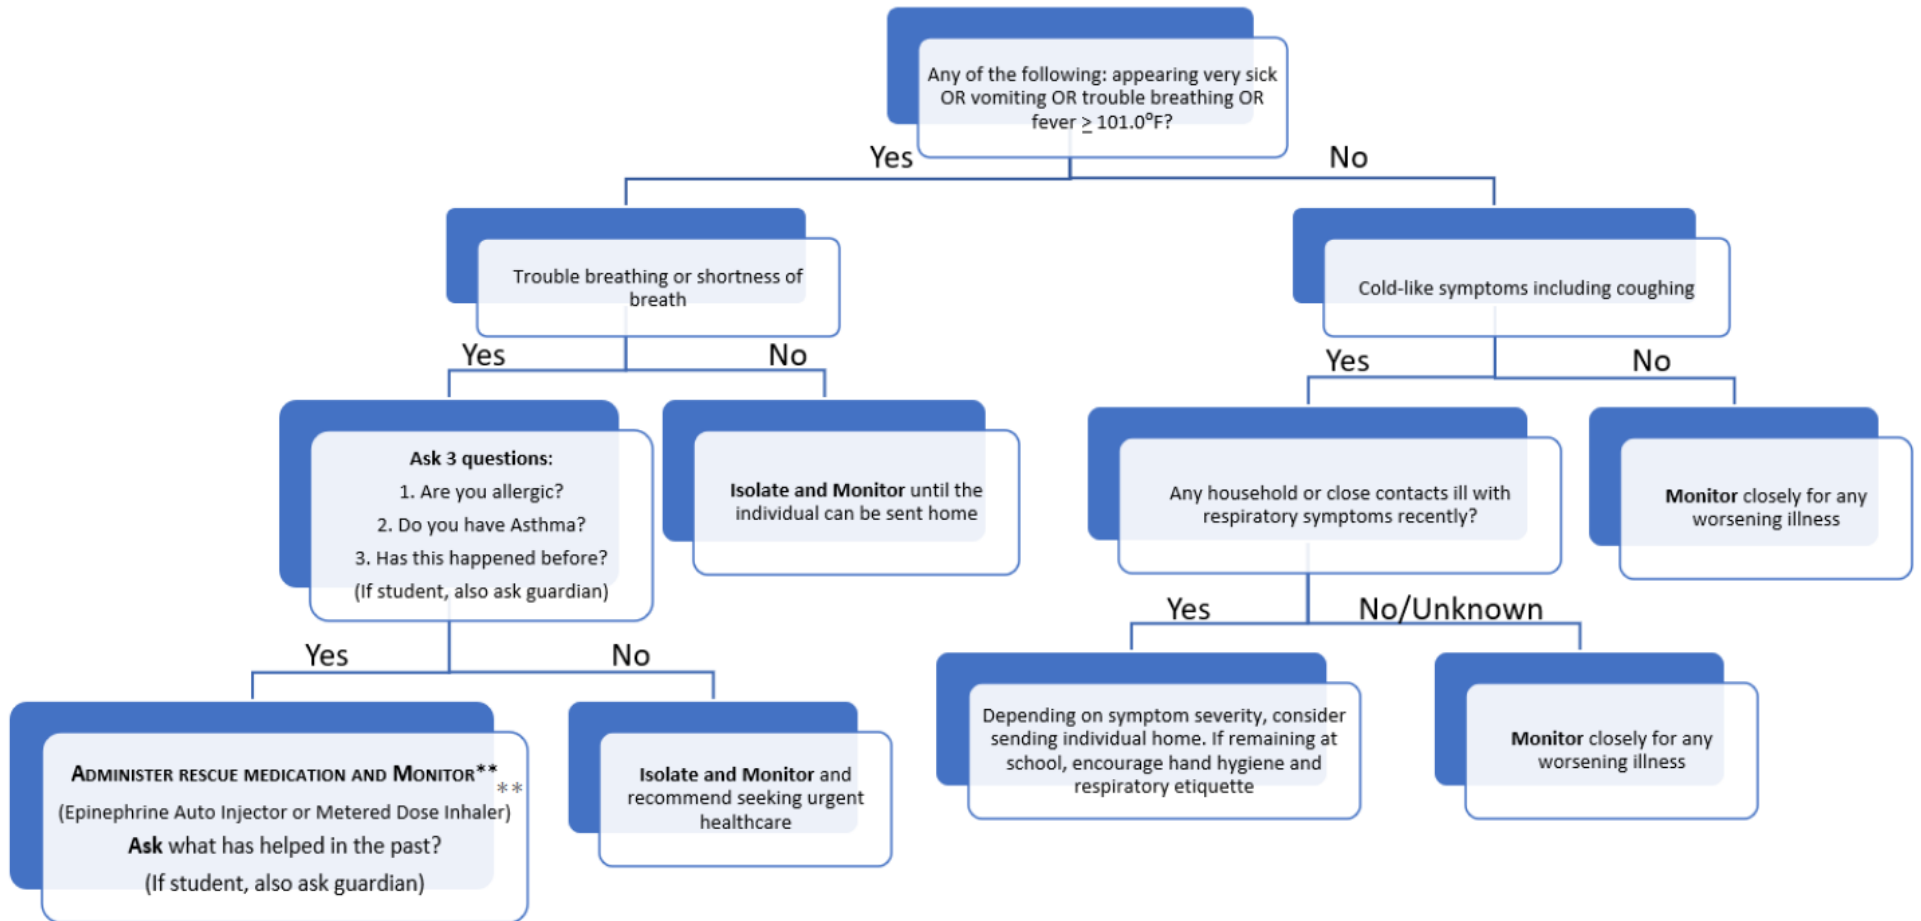 Any of the following: appearing very sick
OR vomiting OR trouble breathing OR
fever ≥ 101.0°F?
Yes
No
Trouble breathing or shortness of
breath
Cold-like symptoms including coughing
Yes
No
Yes
No
Ask 3 questions:
1. Are you allergic?
2. Do you have Asthma?
3. Has this happened before?
(If student, also ask guardian)
Isolate and Monitor until the
individual can be sent home
Any household or close contacts ill with
respiratory symptoms recently?
Monitor closely for any
worsening illness
Yes
No
Yes
No/Unknown
ADMINISTER RESCUE MEDICATION AND MONITOR**
**
(Epinephrine Auto Injector or Metered Dose Inhaler)
Ask what has helped in the past?
(If student, also ask guardian)
Isolate and Monitor and
recommend seeking urgent
healthcare
Depending on symptom severity, consider
sending individual home. If remaining at
school, encourage hand hygiene and
respiratory etiquette
Monitor closely for any
worsening illness